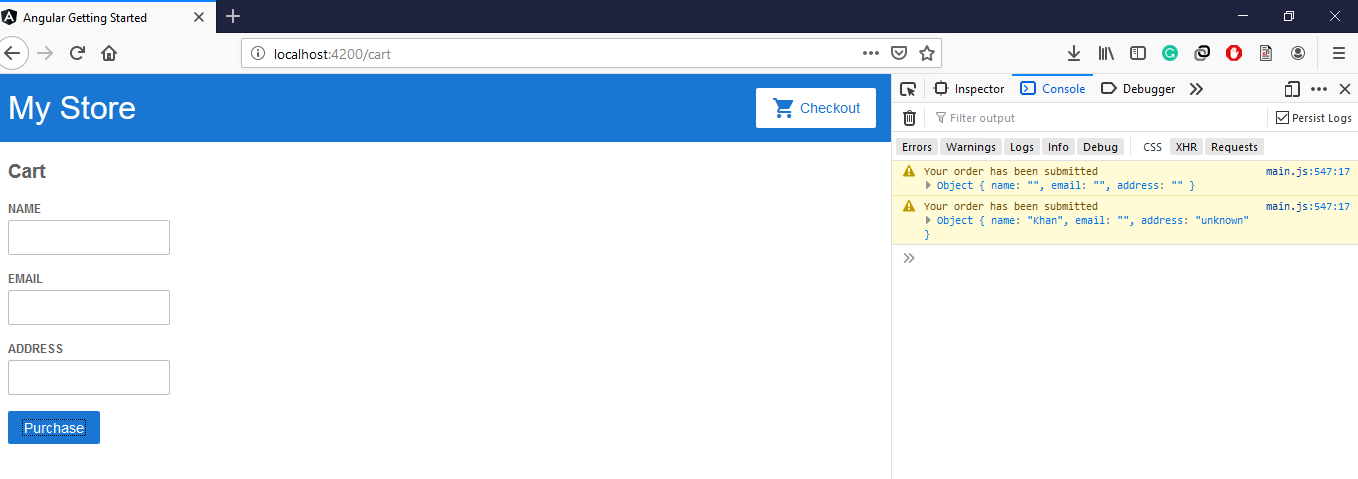 Angular Getting Started
localhost:4200/cart
My Store
Checkout
Cart
NAME
EMAIL
ADDRESS
Purchase
Inspector Console Debugger
Filter output Persist Logs
Errors Warnings Logs Info Debug CSS XHR Requests
Your order has been submitted main.js:547:17
Object { name: "", email: "", address: "" }
Your order has been submitted main.js:547:17
Object { name: "Khan", email: "", address: "unknown"
}